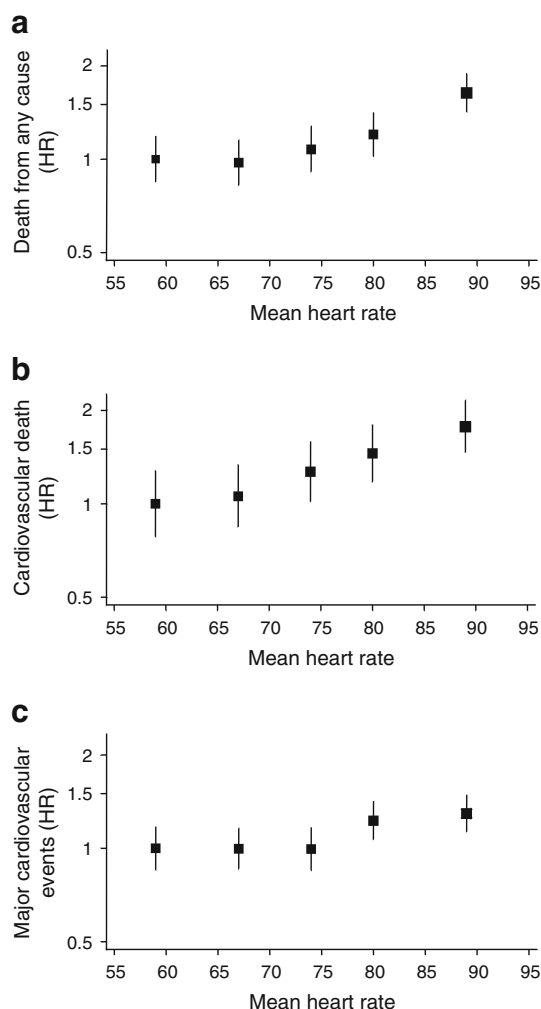 a
Death from any cause
(HR)
2
1.5
1
0.5
55 60 65 70 75 80 85 90 95
Mean heart rate
b
Cardiovascular death
(HR)
2
1.5
1
0.5
55 60 65 70 75 80 85 90 95
Mean heart rate
c
Major cardiovascular
events (HR)
2
1.5
1
0.5
55 60 65 70 75 80 85 90 95
Mean heart rate